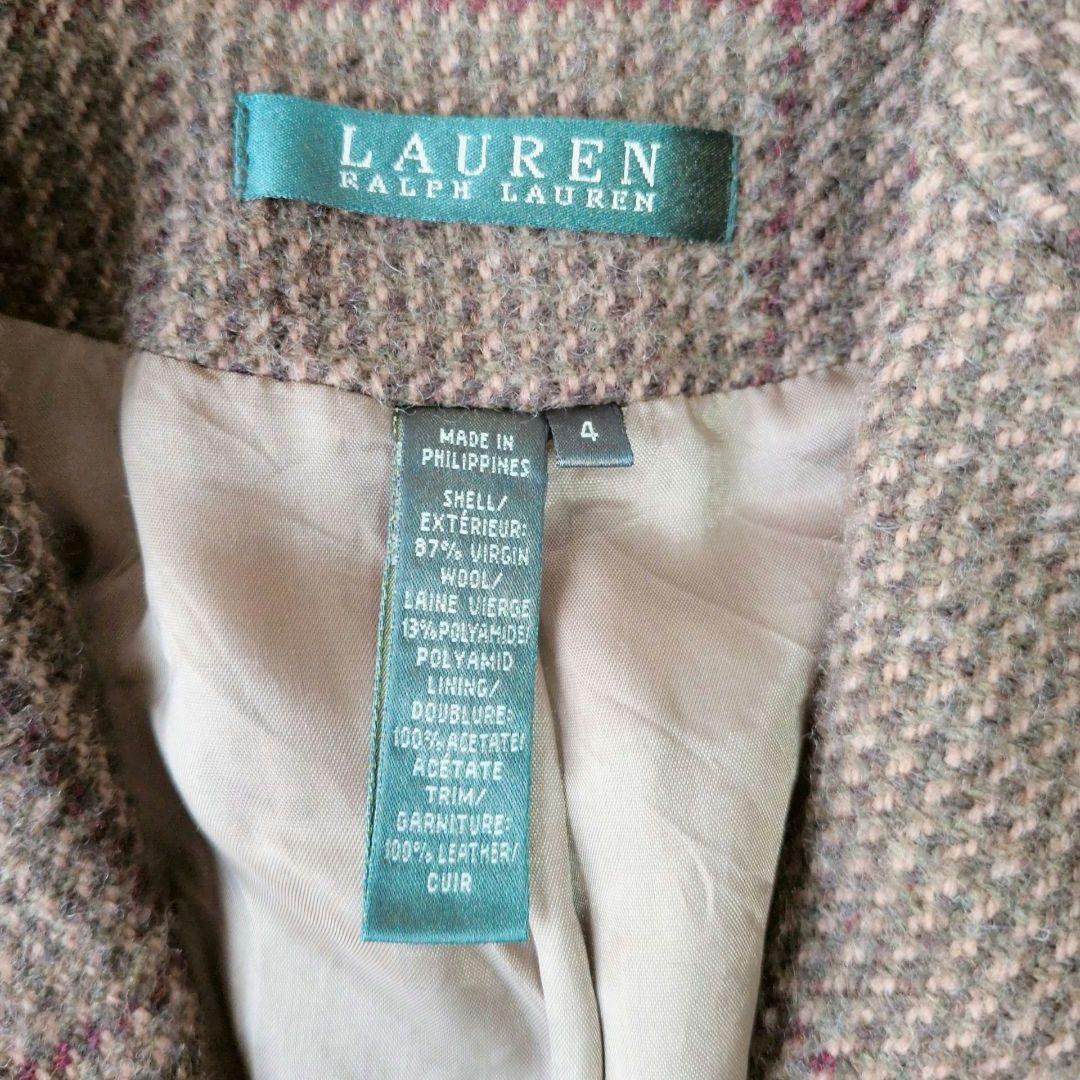 LAUREN
RALPH LAUREN
4
MADE IN
PHILIPPINES
SHELL/
EXTÉRIEUR:
87% VIRGIN
WOOL/
LAINE VIERGE
13% POLYAMIDE/
POLYAMID
LINING/
DOUBLURE:
100% ACETATE/
ACÉTATE
TRIM/
GARNITURE:
100% LEATHER/
CUIR